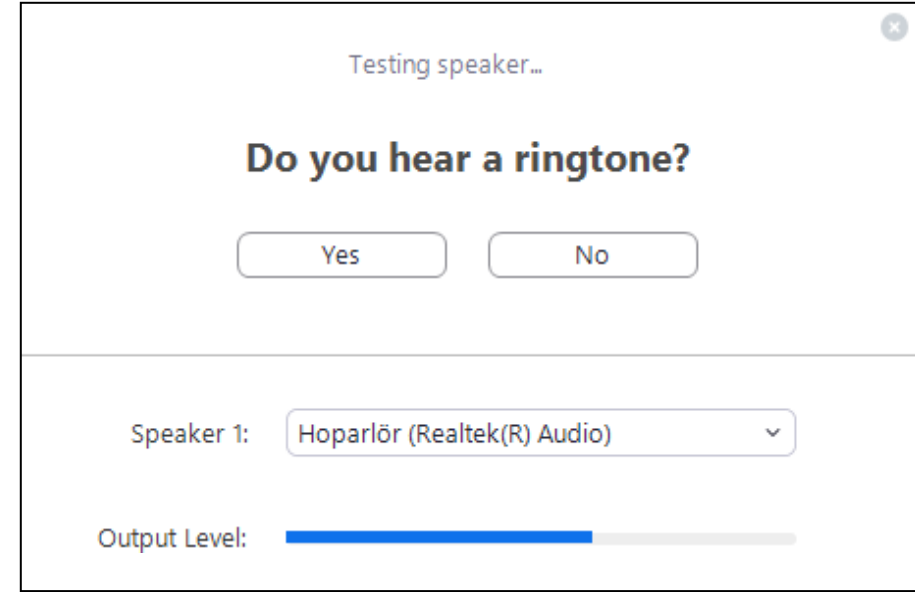 Testing speaker...
Do you hear a ringtone?
Yes
No
Speaker 1:
Hoparlör (Realtek(R) Audio)
Output Level: